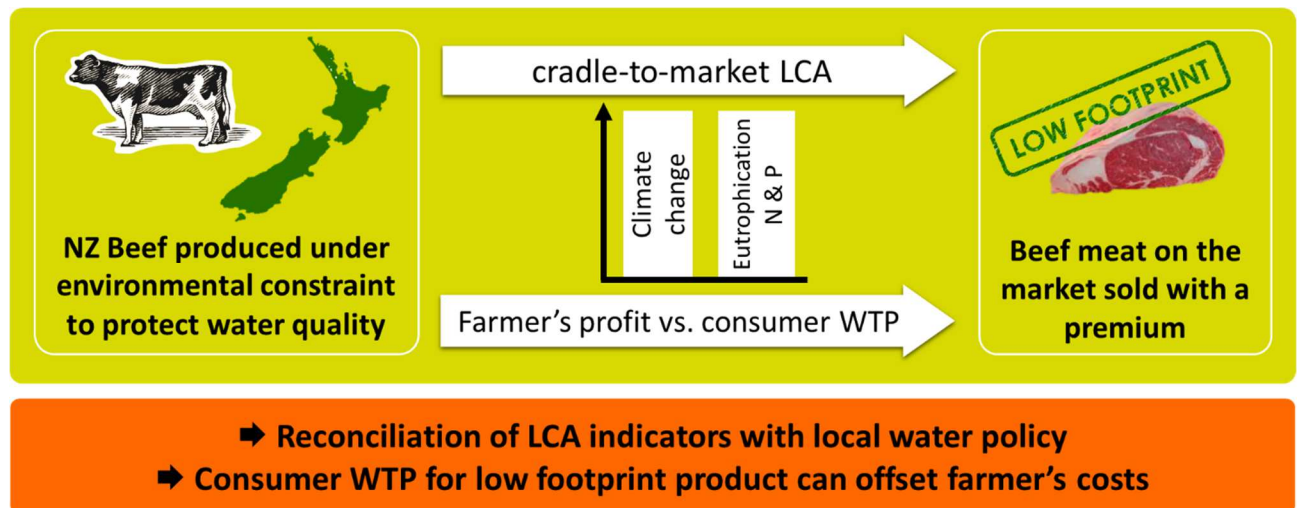 cradle-to-market LCA
LOW FOOTPRINT
Climate
change
Eutrophication
N & P
NZ Beef produced under
environmental constraint
to protect water quality
Farmer's profit vs. consumer WTP
Beef meat on the
market sold with a
premium
➡ Reconciliation of LCA indicators with local water policy
➡ Consumer WTP for low footprint product can offset farmer's costs